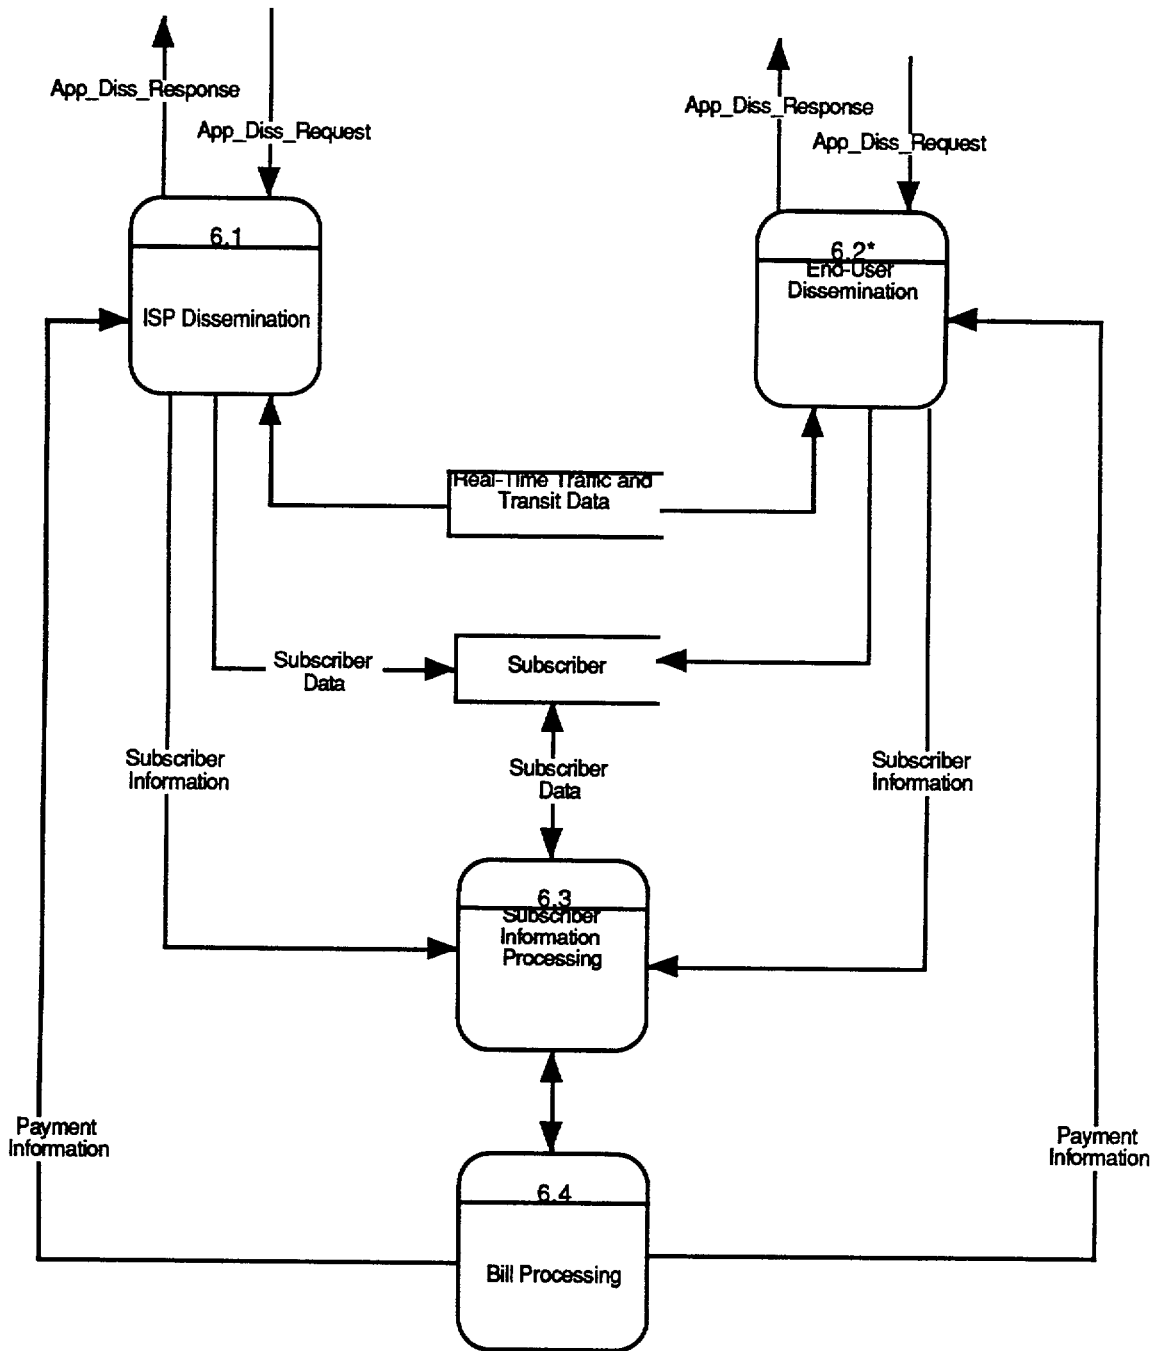 App_Diss_Response
App_Diss_Request
App_Diss_Response
App_Diss_Request
6.1
ISP Dissemination
6.2*
End-User
Dissemination
Real-Time Traffic and
Transit Data
Subscriber
Data
Subscriber
Subscriber
Information
Subscriber
Data
Subscriber
Information
6.3
Subscriber
Information
Processing
Payment
Information
Payment
Information
6.4
Bill Processing